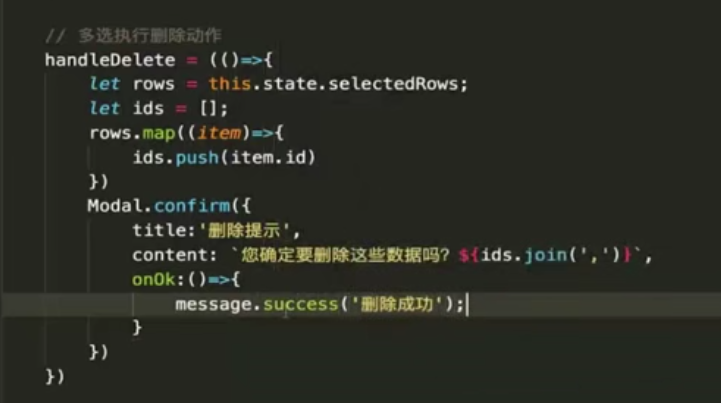 // 多选执行删除动作
handleDelete = (()=>{
let rows = this.state.selectedRows;
let ids = [];
rows.map((item)=>{
ids.push(item.id)
})
Modal.confirm({
title:'删除提示',
content: `您确定要删除这些数据吗? ${ids.join(',')}`,
onOk:()=>{
message.success('删除成功');
}
})
})